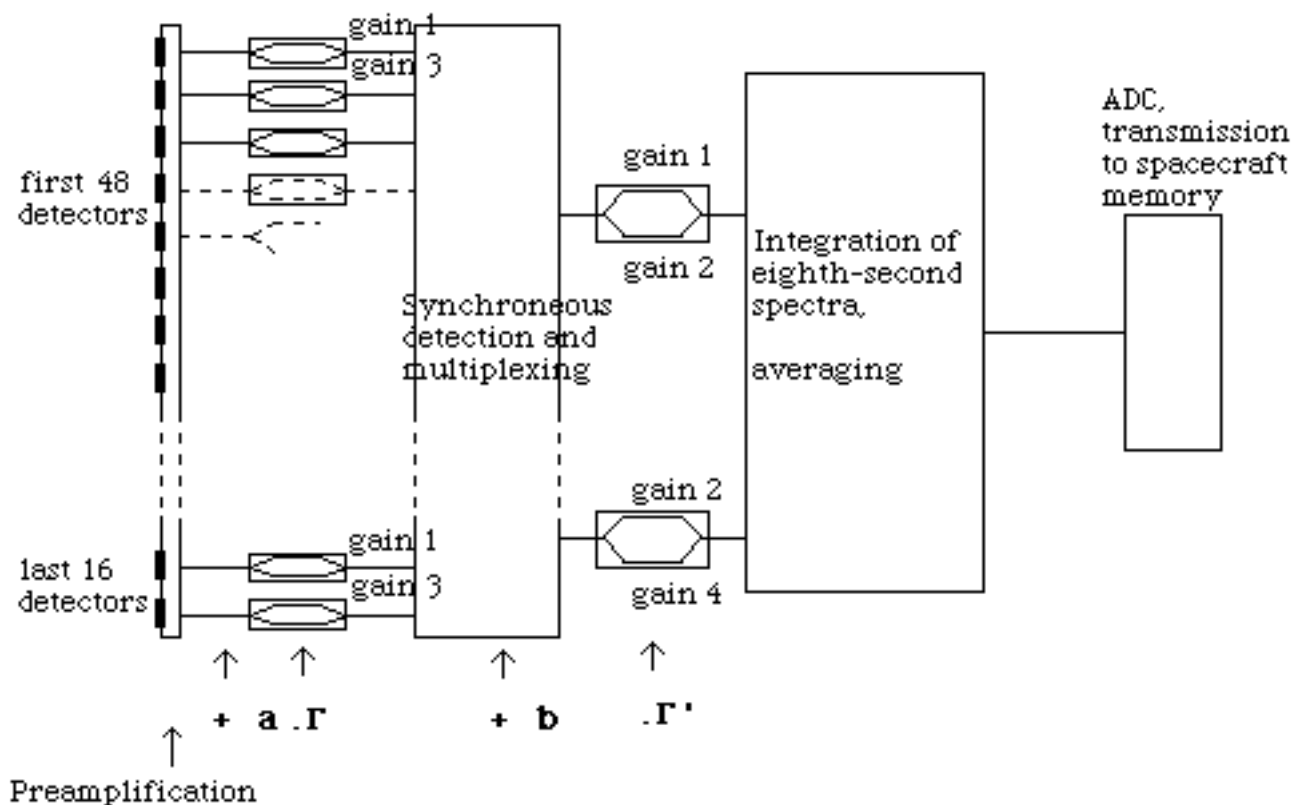 gain 1
gain 3
first 48
detectors
gain 1
gain 2
ADC,
transmission
to spacecraft
memory
Synchroneous
detection and
multiplexing
Integration of
eighth-second
spectra,
averaging
last 16
detectors
gain 1
gain 3
gain 2
gain 4
+ a .Γ
+ b
.Γ'
Preamplification